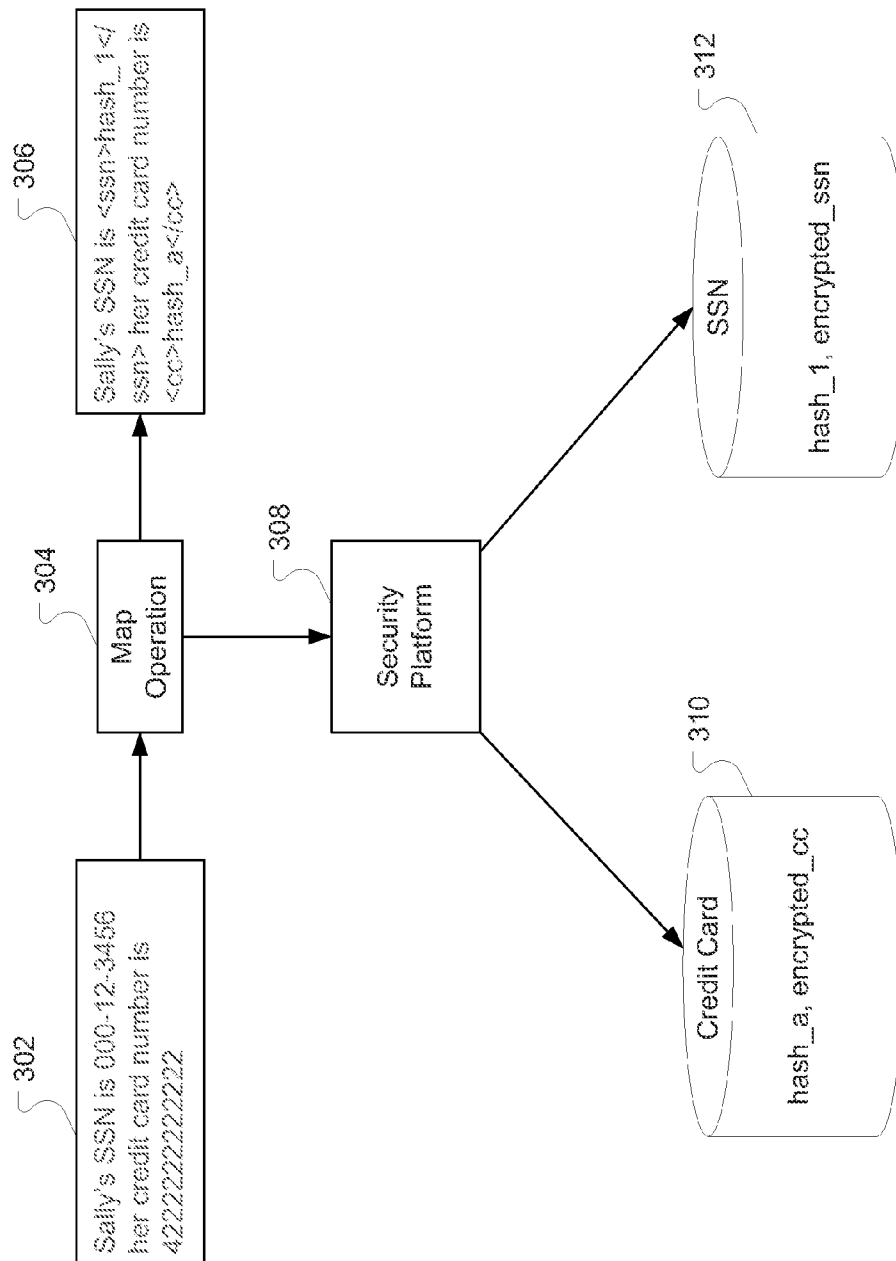 302
Sally's SSN is 000-12-3456
her credit card number is
4222222222222
304
Map
Operation
306
Sally's SSN is <ssn>hash_1</
ssn> her credit card number is
<cc>hash_a</cc>
308
Security
Platform
310
Credit Card
hash_a, encrypted_cc
312
SSN
hash_1, encrypted_ssn